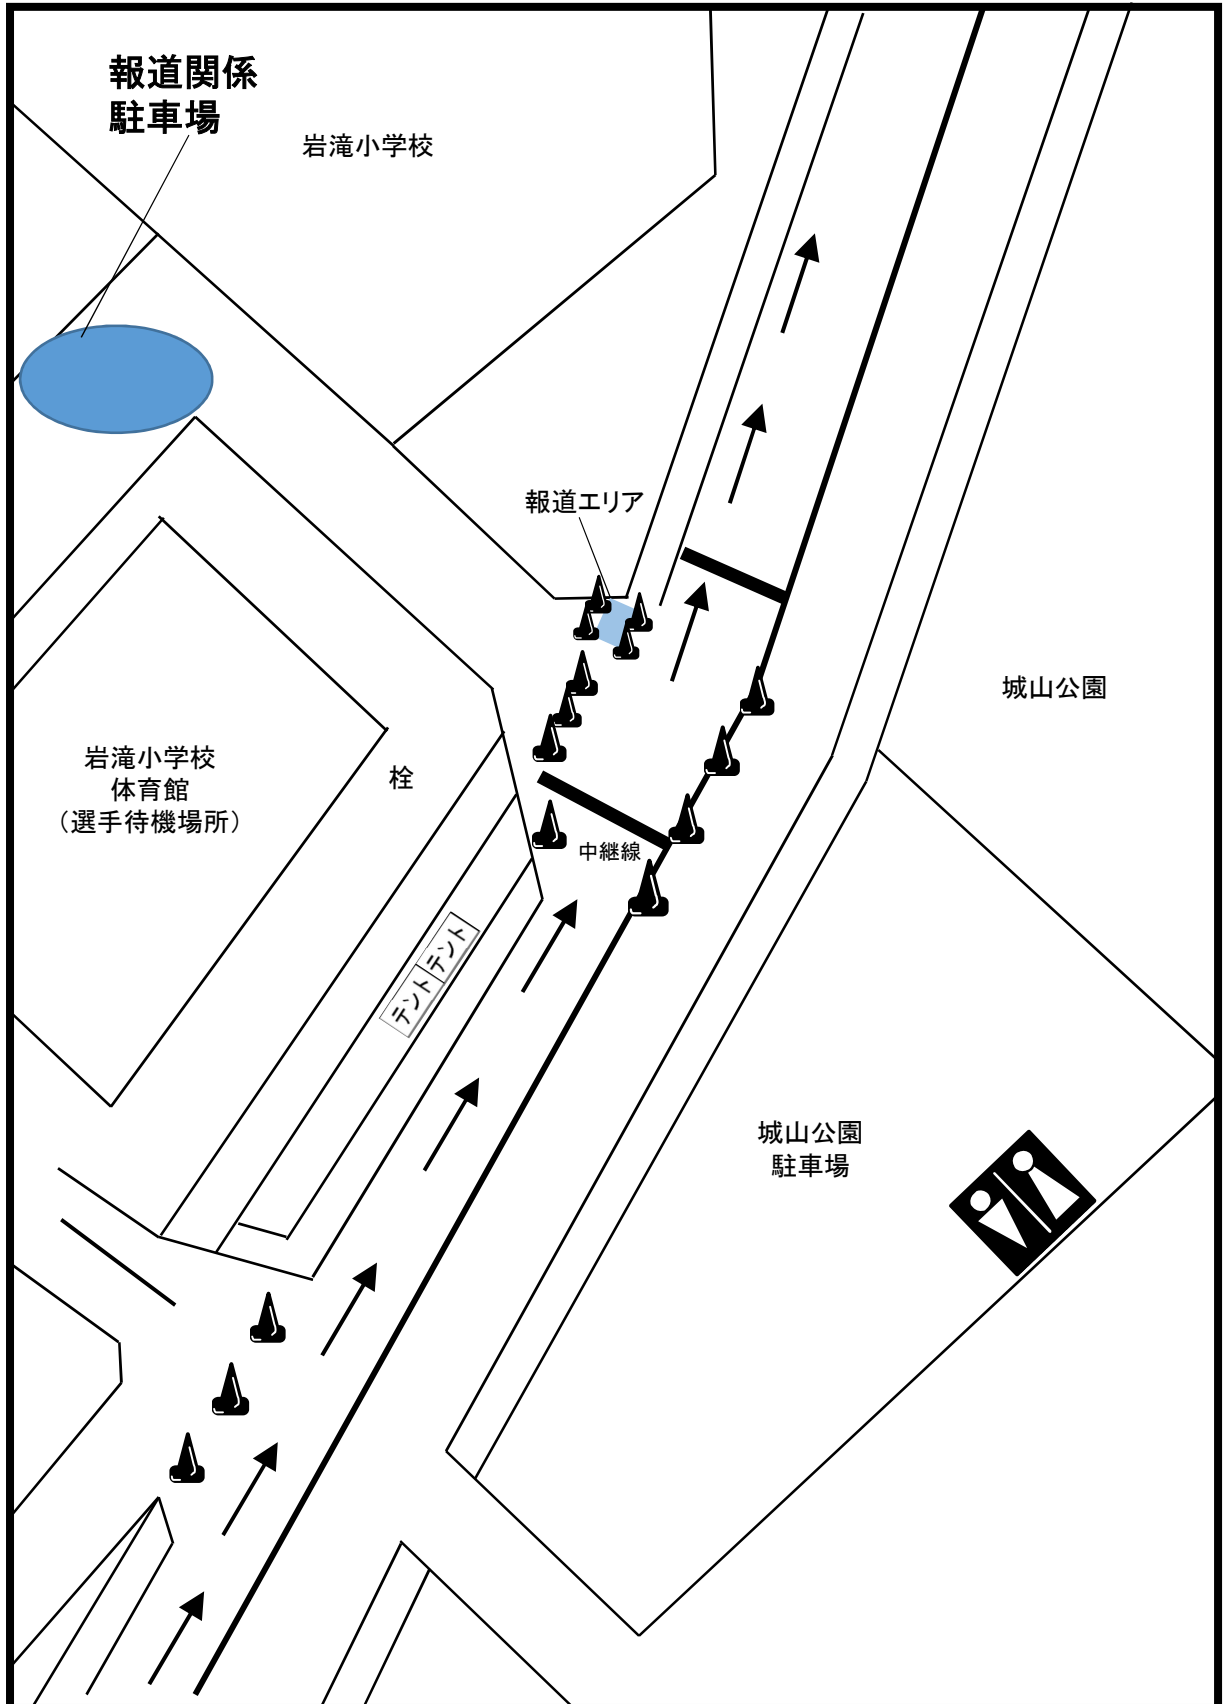 報道関係
駐車場
岩滝小学校
報道エリア
城山公園
岩滝小学校
体育館
（選手待機場所）
栓
中継線
テント
テント
城山公園
駐車場